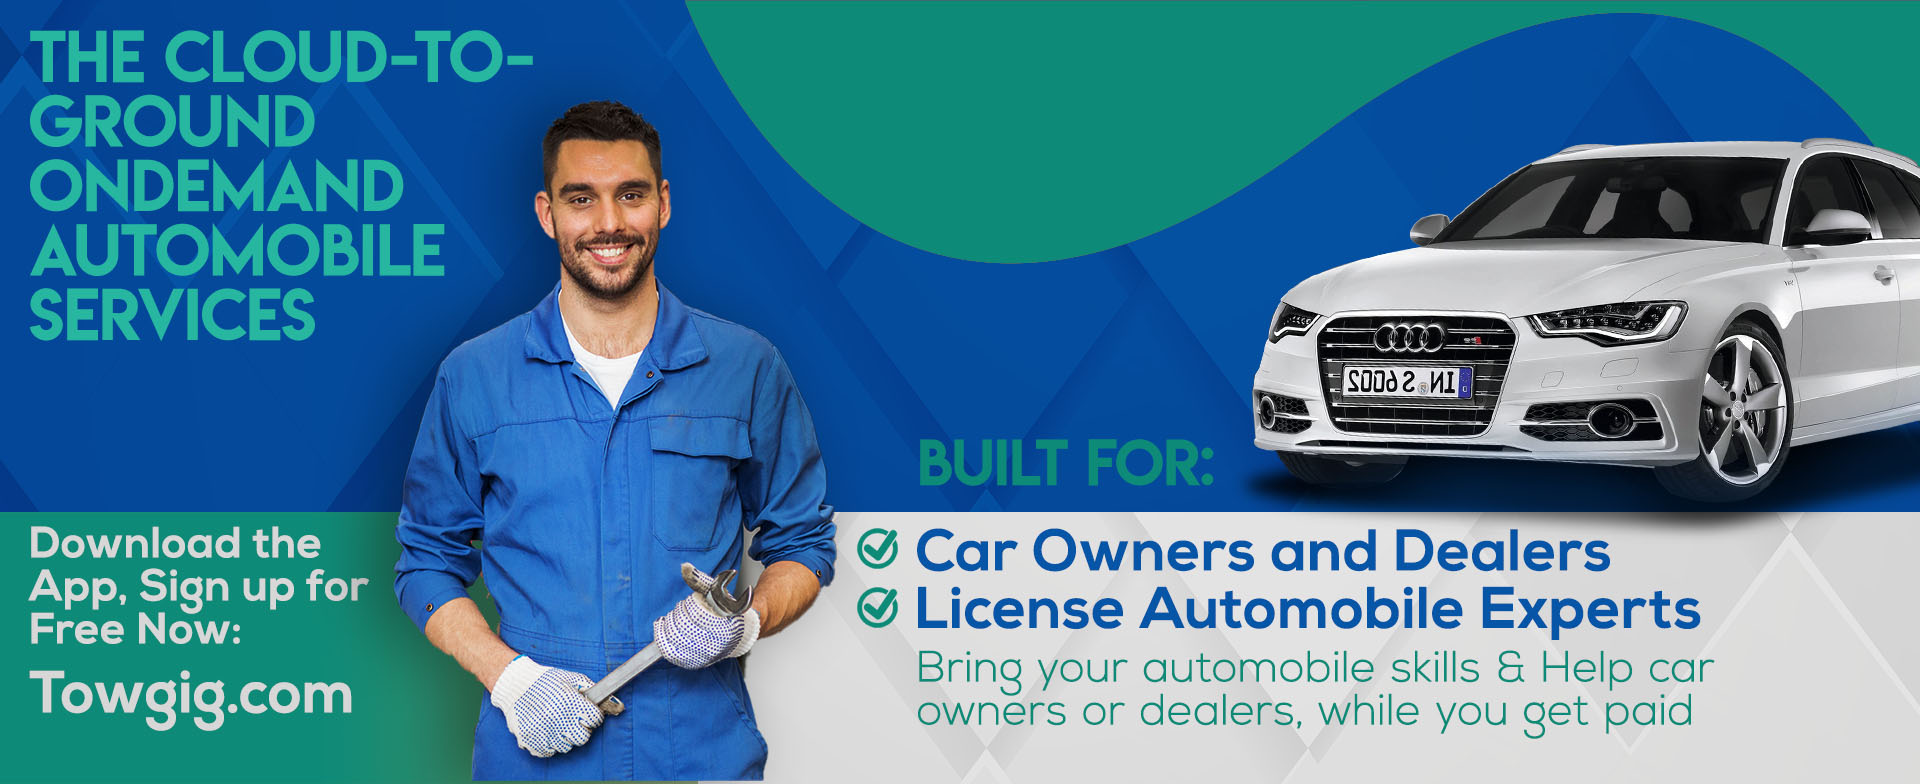 THE CLOUD-TO-
GROUND
ONDEMAND
AUTOMOBILE
SERVICES
Download the
App, Sign up for
Free Now:
Towgig.com
BUILT FOR:
Car Owners and Dealers
License Automobile Experts
Bring your automobile skills & Help car
owners or dealers, while you get paid
IN S 6002